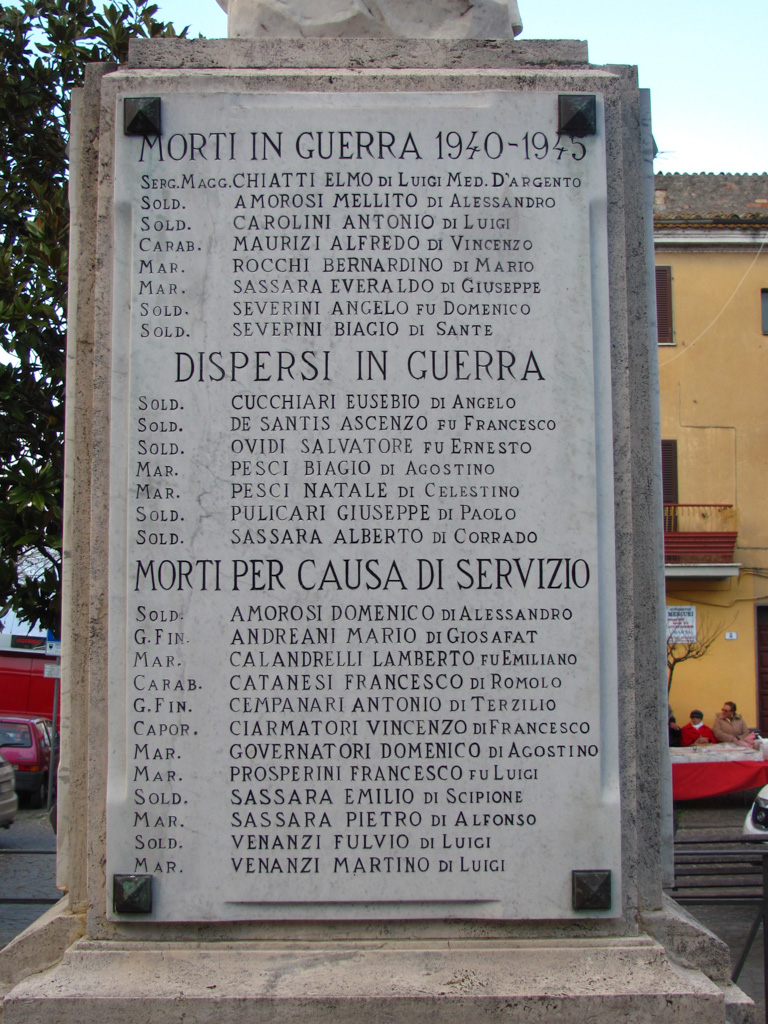 MORTI IN GUERRA 1940-1945
SERG.MAGG. CHIATTI ELMO DI LUIGI MED. D'ARGENTO
SOLD. AMOROSI MELLITO DI ALESSANDRO
SOLD. CAROLINI ANTONIO DI LUIGI
CARAB. MAURIZI ALFREDO DI VINCENZO
MAR. ROCCHI BERNARDINO DI MARIO
MAR. SASSARA EVERALDO DI GIUSEPPE
SOLD. SEVERINI ANGELO FU DOMENICO
SOLD. SEVERINI BIAGIO DI SANTE
DISPERSI IN GUERRA
SOLD. CUCCHIARI EUSEBIO DI ANGELO
SOLD. DE SANTIS ASCENZO FU FRANCESCO
SOLD. OVIDI SALVATORE FU ERNESTO
MAR. PESCI BIAGIO DI AGOSTINO
MAR. PESCI NATALE DI CELESTINO
SOLD. PULICARI GIUSEPPE DI PAOLO
SOLD. SASSARA ALBERTO DI CORRADO
MORTI PER CAUSA DI SERVIZIO
SOLD. AMOROSI DOMENICO DI ALESSANDRO
G.FIN. ANDREANI MARIO DI GIOSAFAT
MAR. CALANDRELLI LAMBERTO FU EMILIANO
CARAB. CATANESI FRANCESCO DI ROMOLO
G.FIN. CEMPANARI ANTONIO DI TERZILIO
CAPOR. CIARMATORI VINCENZO DI FRANCESCO
MAR. GOVERNATORI DOMENICO DI AGOSTINO
MAR. PROSPERINI FRANCESCO FU LUIGI
SOLD. SASSARA EMILIO DI SCIPIONE
MAR. SASSARA PIETRO DI ALFONSO
SOLD. VENANZI FULVIO DI LUIGI
MAR. VENANZI MARTINO DI LUIGI